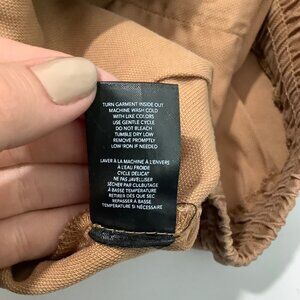 TURN GARMENT INSIDE OUT
MACHINE WASH COLD
WITH LIKE COLORS
USE GENTLE CYCLE
DO NOT BLEACH
TUMBLE DRY LOW
REMOVE PROMPTLY
LOW IRON IF NEEDED
LAVER À LA MACHINE À L'ENVERS
À L'EAU FROIDE
CYCLE DÉLICAT
NE PAS JAVELLISER
SÉCHER PAR CULBUTAGE
À BASSE TEMPÉRATURE
RETIRER DÈS QUE SEC
REPASSER À BASSE
TEMPÉRATURE SI NÉCESSAIRE